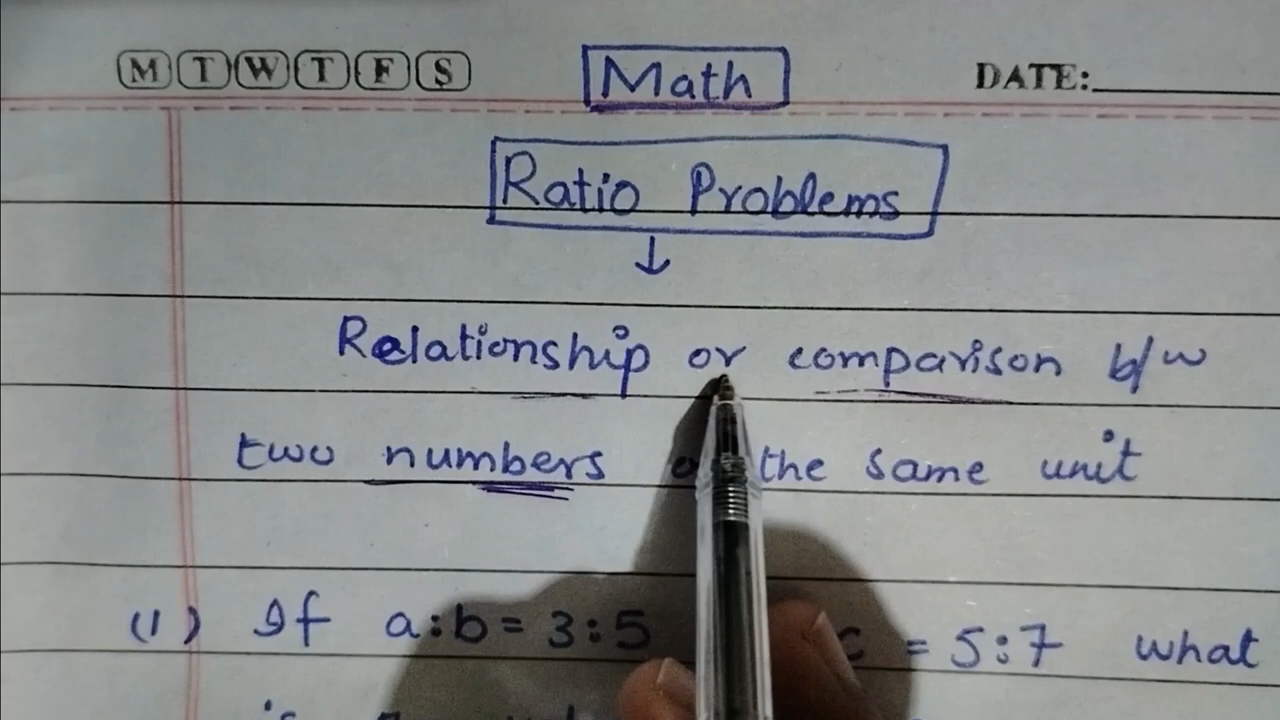 M T W T F S Math DATE:
Ratio Problems
↓
Relationship or comparison b/w
two numbers the same unit
(1) If a:b = 3:5 c = 5:7 what
is